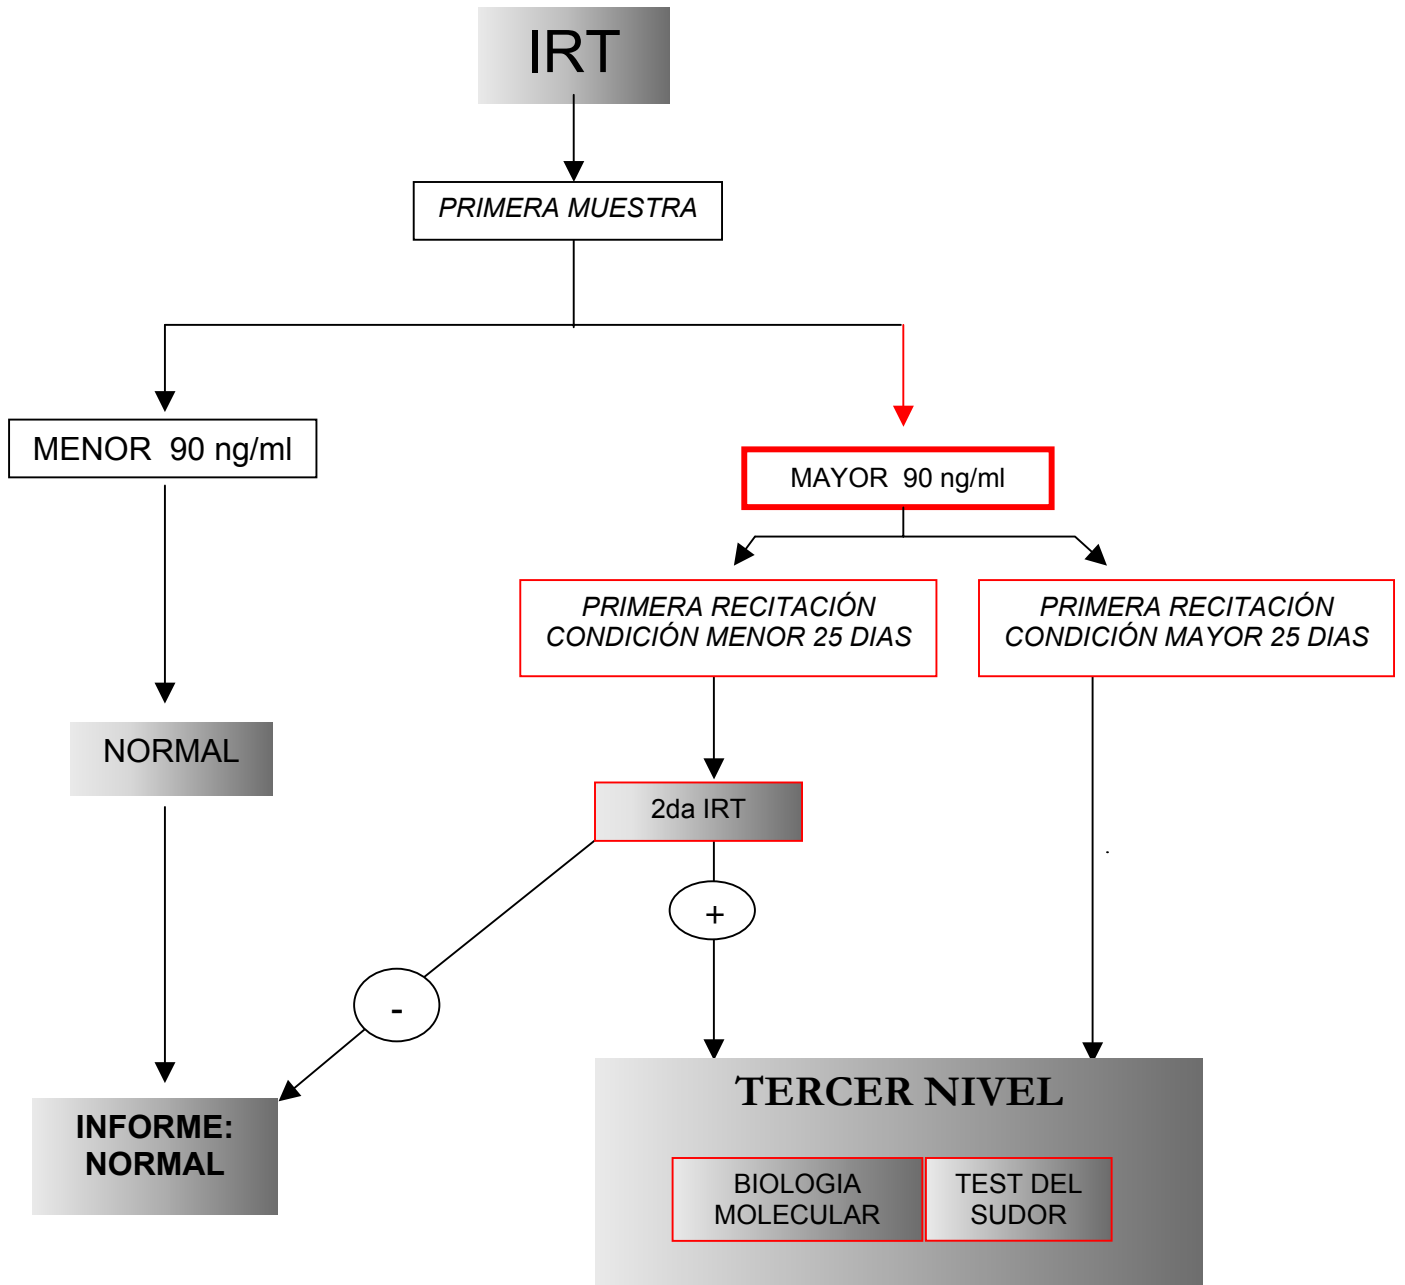 IRT
PRIMERA MUESTRA
MENOR 90 ng/ml
MAYOR 90 ng/ml
PRIMERA RECITACIÓN
CONDICIÓN MENOR 25 DIAS
PRIMERA RECITACIÓN
CONDICIÓN MAYOR 25 DIAS
NORMAL
2da IRT
+
-
INFORME:
NORMAL
TERCER NIVEL
BIOLOGIA
MOLECULAR
TEST DEL
SUDOR